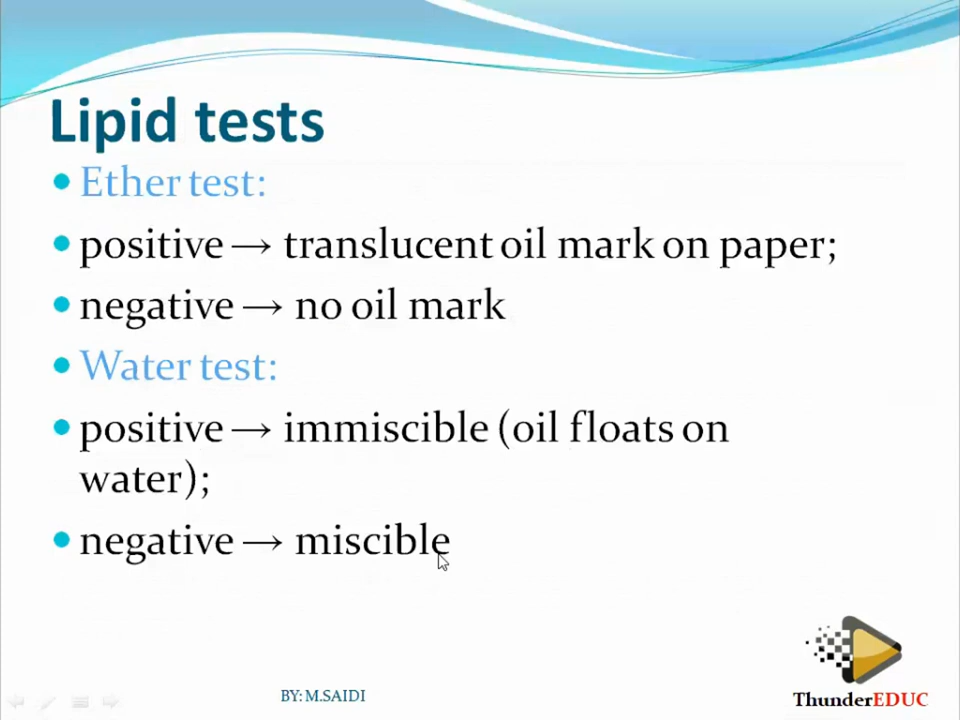 Lipid tests
Ether test:
positive → translucent oil mark on paper;
negative → no oil mark
Water test:
positive → immiscible (oil floats on
water);
negative → miscible
BY: M.SAIDI
ThunderEDUC